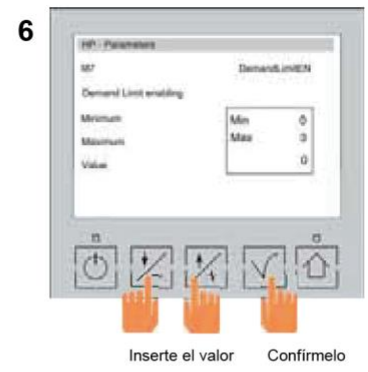 6
HP - Parameters
M7 DemandLimitEN
Demand Limit enabling
Minimum Min 0
Maximum Max 3
Value 0
Inserte el valor Confírmelo